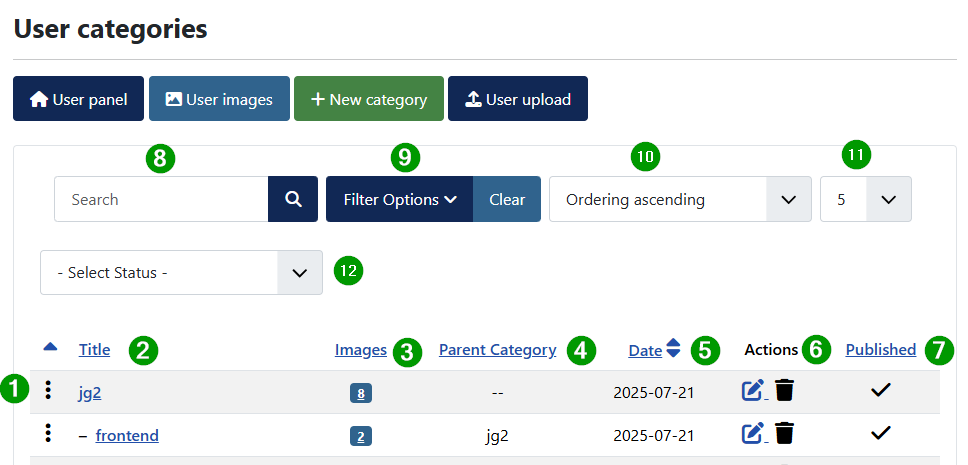 User categories
User panel User images New category User upload
8 9 10 11
Search Filter Options Clear Ordering ascending 5
- Select Status - 12
Title 2 Images 3 Parent Category 4 Date 5 Actions 6 Published 7
1 jg2 8 -- 2025-07-21
– frontend 2 jg2 2025-07-21